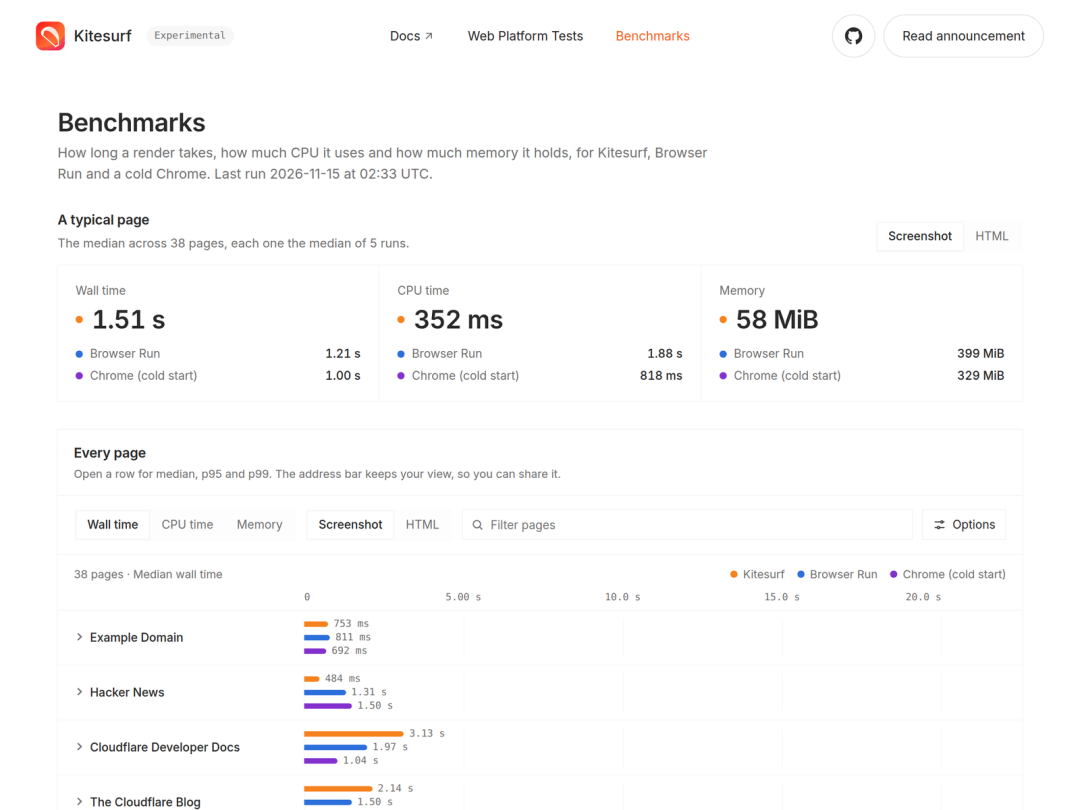 Kitesurf
Experimental
Docs ↗
Web Platform Tests
Benchmarks
Read announcement
Benchmarks
How long a render takes, how much CPU it uses and how much memory it holds, for Kitesurf, Browser
Run and a cold Chrome. Last run 2026-11-15 at 02:33 UTC.
A typical page
The median across 38 pages, each one the median of 5 runs.
Screenshot
HTML
Wall time
1.51 s
Browser Run 1.21 s
Chrome (cold start) 1.00 s
CPU time
352 ms
Browser Run 1.88 s
Chrome (cold start) 818 ms
Memory
58 MiB
Browser Run 399 MiB
Chrome (cold start) 329 MiB
Every page
Open a row for median, p95 and p99. The address bar keeps your view, so you can share it.
Wall time
CPU time
Memory
Screenshot
HTML
Filter pages
Options
38 pages · Median wall time
Kitesurf
Browser Run
Chrome (cold start)
0 5.00 s 10.0 s 15.0 s 20.0 s
Example Domain
753 ms
811 ms
692 ms
Hacker News
484 ms
1.31 s
1.50 s
Cloudflare Developer Docs
3.13 s
1.97 s
1.04 s
The Cloudflare Blog
2.14 s
1.50 s